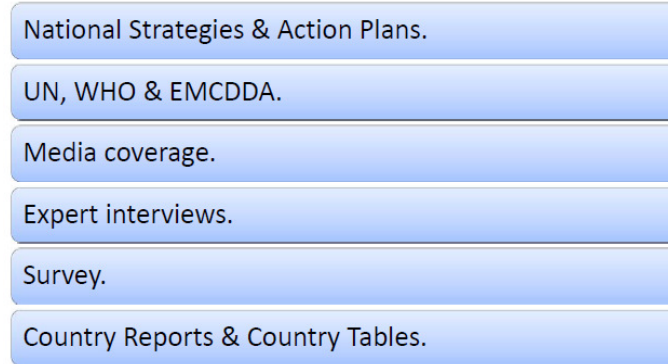 National Strategies & Action Plans.
UN, WHO & EMCDDA.
Media coverage.
Expert interviews.
Survey.
Country Reports & Country Tables.